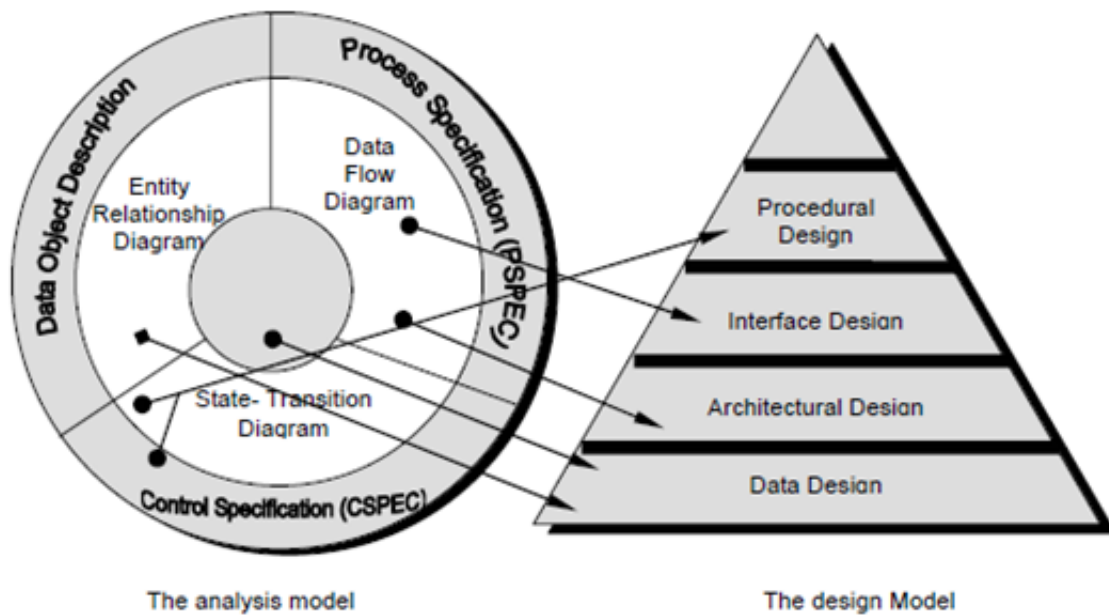 Data Object Description
Process Specification (PSPEC)
Entity
Relationship
Diagram
Data
Flow
Diagram
State- Transition
Diagram
Control Specification (CSPEC)
Procedural
Design
Interface Design
Architectural Design
Data Design
The analysis model
The design Model